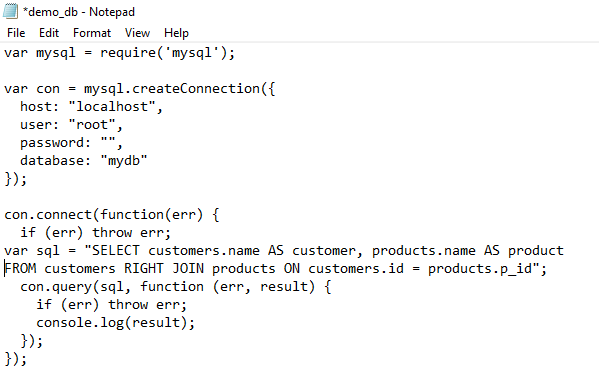 *demo_db - Notepad
File Edit Format View Help
var mysql = require('mysql');
var con = mysql.createConnection({
  host: "localhost",
  user: "root",
  password: "",
  database: "mydb"
});
con.connect(function(err) {
  if (err) throw err;
var sql = "SELECT customers.name AS customer, products.name AS product
FROM customers RIGHT JOIN products ON customers.id = products.p_id";
  con.query(sql, function (err, result) {
    if (err) throw err;
    console.log(result);
  });
});